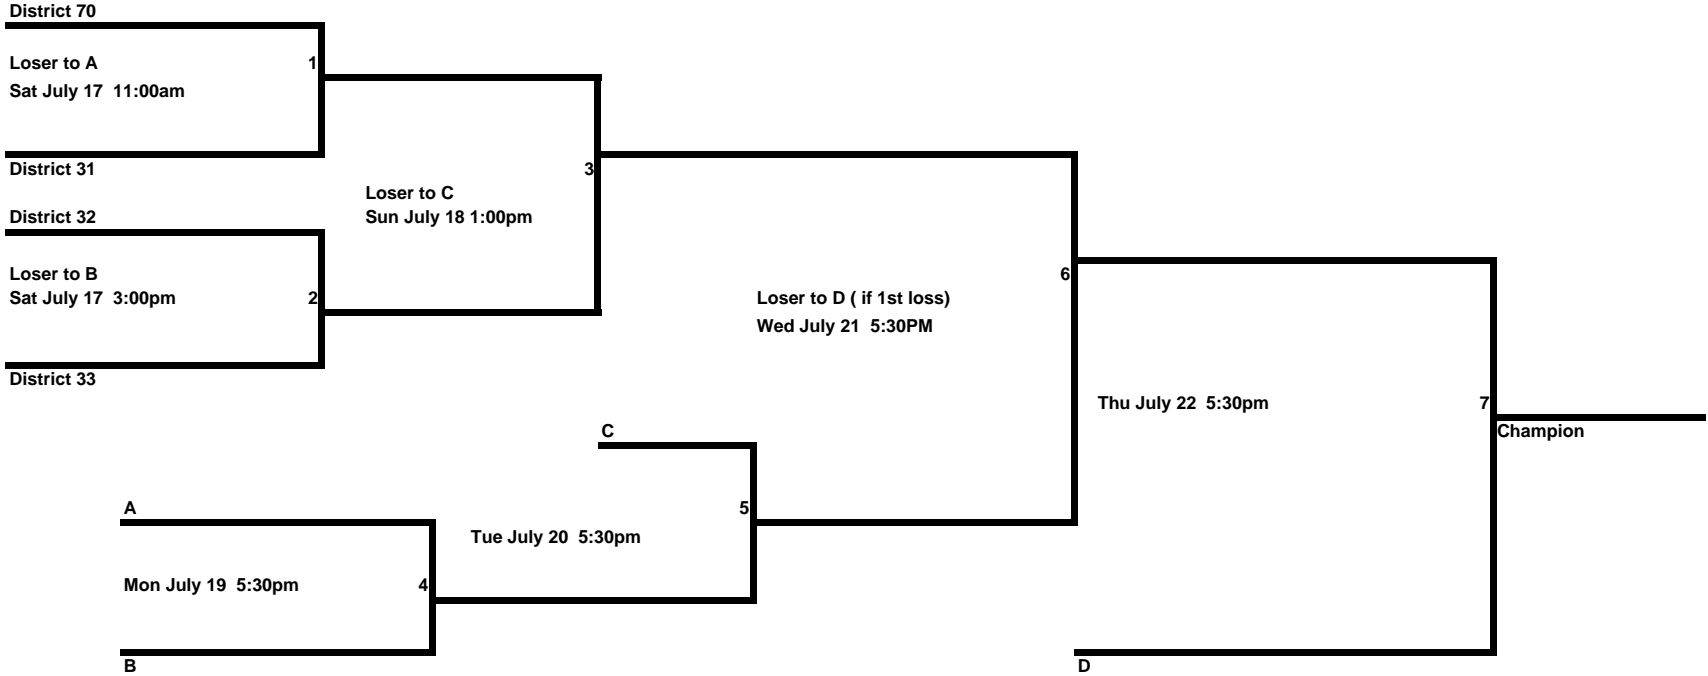 District 70
Loser to A
1
Sat July 17  11:00am
District 31
3
Loser to C
District 32
Sun July 18 1:00pm
Loser to B
6
Sat July 17  3:00pm
2
Loser to D ( if 1st loss)
Wed July 21  5:30PM
District 33
Thu July 22  5:30pm
7
C
Champion
A
5
Tue July 20  5:30pm
Mon July 19  5:30pm
4
B
D